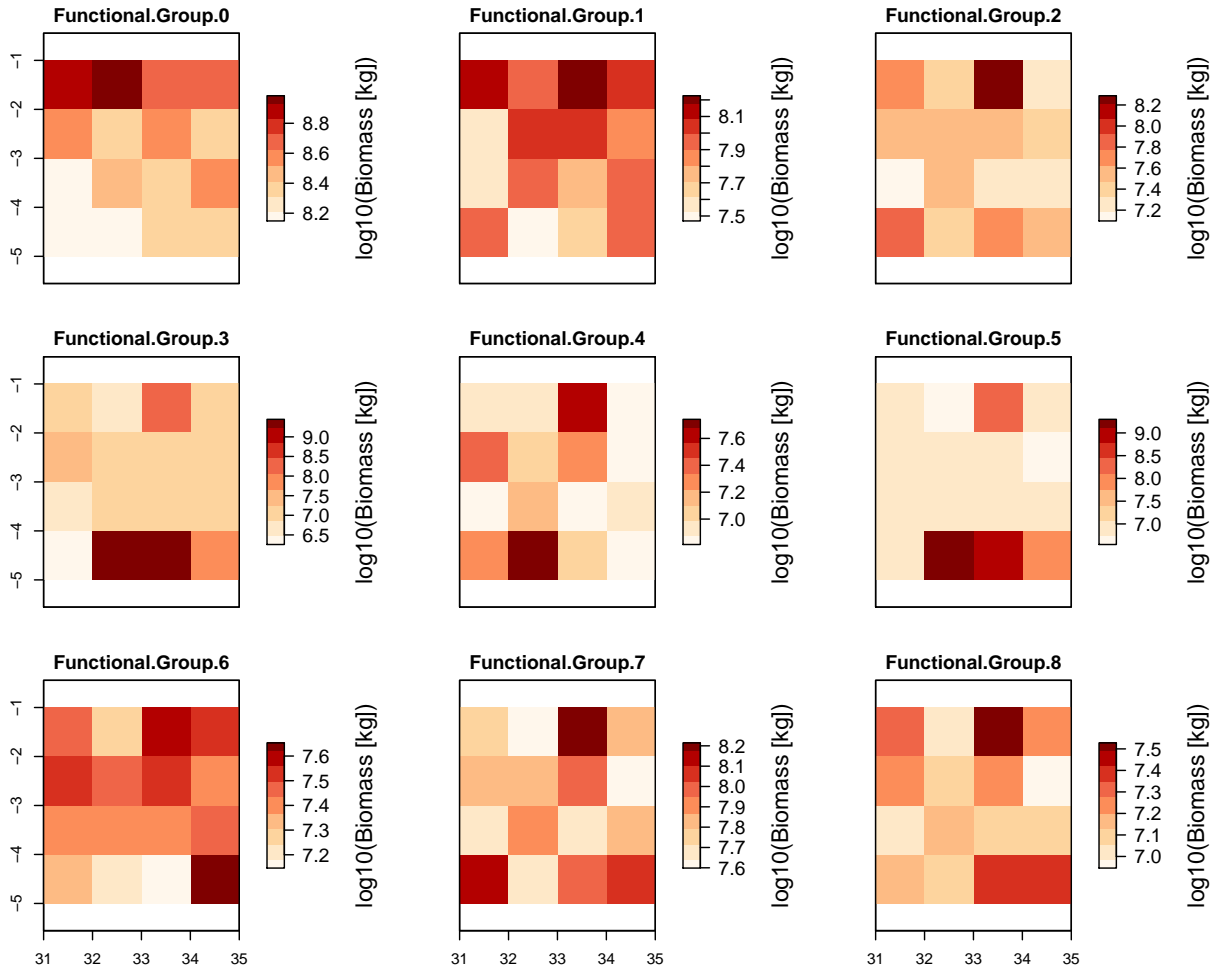 Functional.Group.0
Functional.Group.1
Functional.Group.2
−1
−2
−3
−4
−5
8.8
8.6
8.4
8.2
log10(Biomass [kg])
8.1
7.9
7.7
7.5
log10(Biomass [kg])
8.2
8.0
7.8
7.6
7.4
7.2
log10(Biomass [kg])
Functional.Group.3
Functional.Group.4
Functional.Group.5
−1
−2
−3
−4
−5
9.0
8.5
8.0
7.5
7.0
6.5
log10(Biomass [kg])
7.6
7.4
7.2
7.0
log10(Biomass [kg])
9.0
8.5
8.0
7.5
7.0
log10(Biomass [kg])
Functional.Group.6
Functional.Group.7
Functional.Group.8
−1
−2
−3
−4
−5
7.6
7.5
7.4
7.3
7.2
log10(Biomass [kg])
8.2
8.1
8.0
7.9
7.8
7.7
7.6
log10(Biomass [kg])
7.5
7.4
7.3
7.2
7.1
7.0
log10(Biomass [kg])
31 32 33 34 35
31 32 33 34 35
31 32 33 34 35